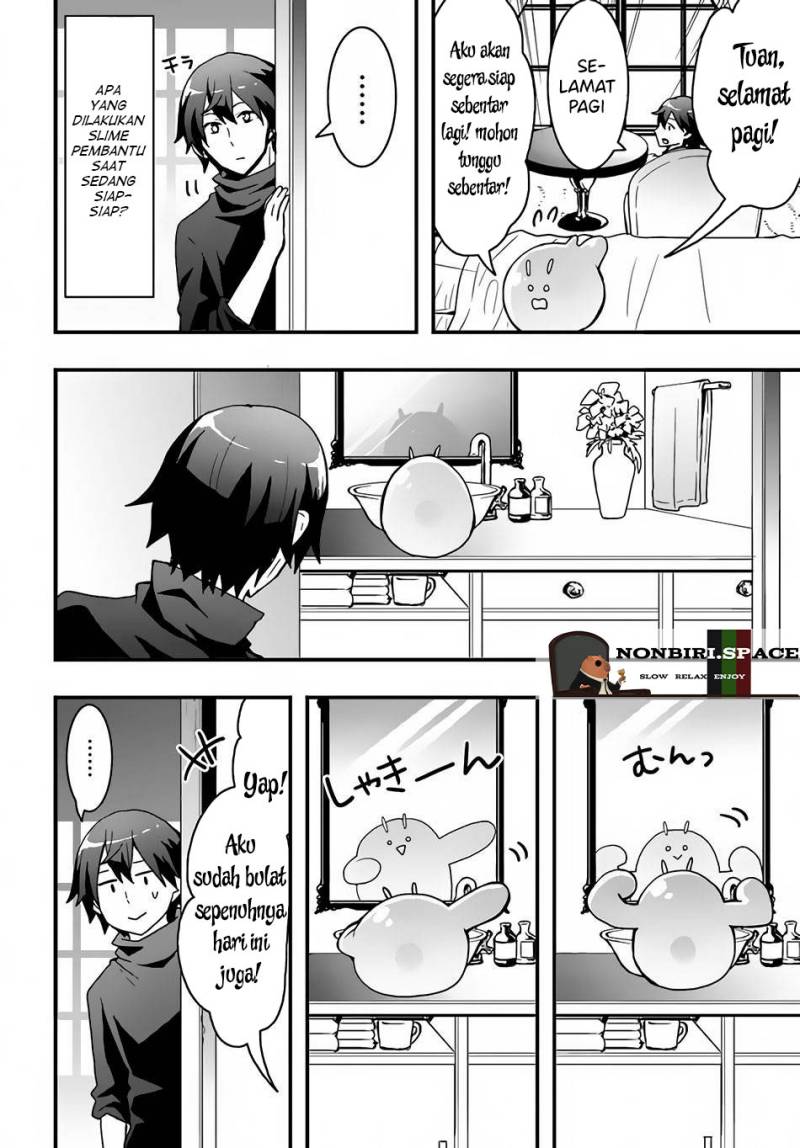 Tuan,
selamat
pagi!
SE-
LAMAT
PAGI
Aku akan
segera siap
sebentar
lagi! mohon
tunggu
sebentar!
......
チラ
APA
YANG
DILAKUKAN
SLIME
PEMBANTU
SAAT
SEDANG
SIAP-
SIAP?
NONBIRI.SPACE
SLOW RELAX ENJOY
むんっ
しゃきーん
Yap!
Aku
sudah bulat
sepenuhnya
hari ini
juga!
.....